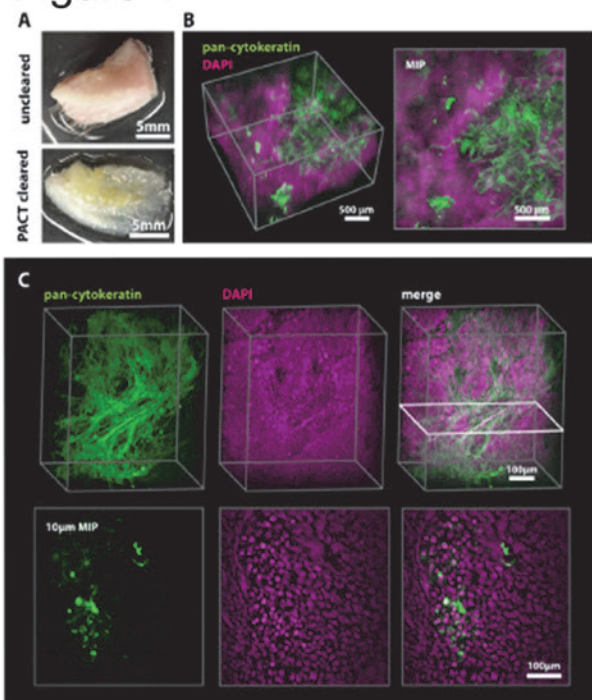 A
uncleared
5mm
PACT cleared
5mm
B
pan-cytokeratin
DAPI
500 µm
MIP
500 µm
C
pan-cytokeratin
DAPI
merge
100µm
10µm MIP
100µm